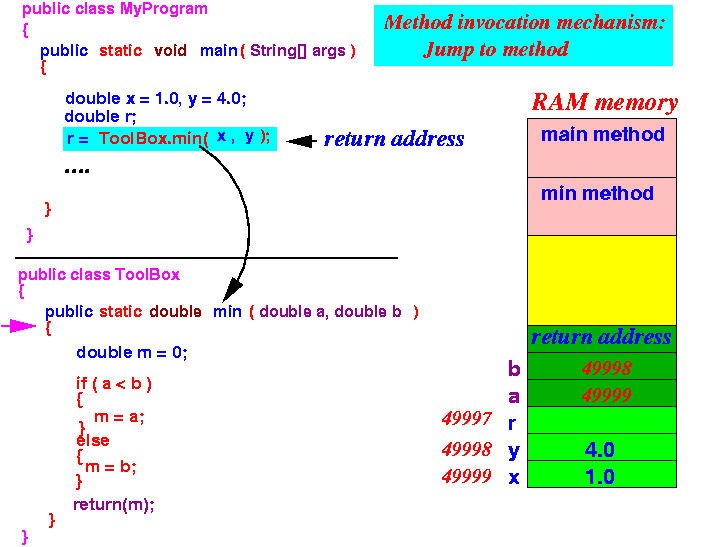 public class MyProgram
{
public static void main ( String[] args )
{
double x = 1.0, y = 4.0;
double r;
r = ToolBox.min( x , y );
return address
....
}
}
public class ToolBox
{
public static double min ( double a, double b )
{
double m = 0;
if ( a < b )
{
m = a;
}
else
{
m = b;
}
return(m);
}
}
Method invocation mechanism:
Jump to method
RAM memory
main method
min method
return address
b 49998
a 49999
49997 r
49998 y 4.0
49999 x 1.0